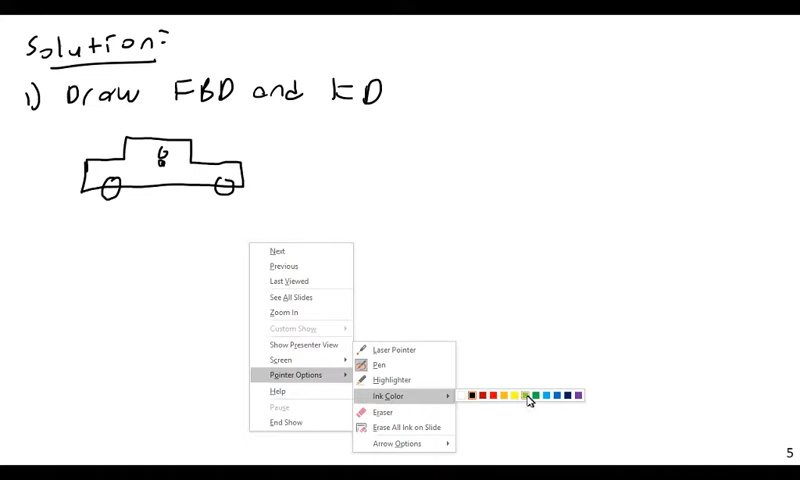 Solution:
1) Draw FBD and KD
G
Next
Previous
Last Viewed
See All Slides
Zoom In
Custom Show
Show Presenter View
Screen
Pointer Options
Help
Pause
End Show
Laser Pointer
Pen
Highlighter
Ink Color
Eraser
Erase All Ink on Slide
Arrow Options
5